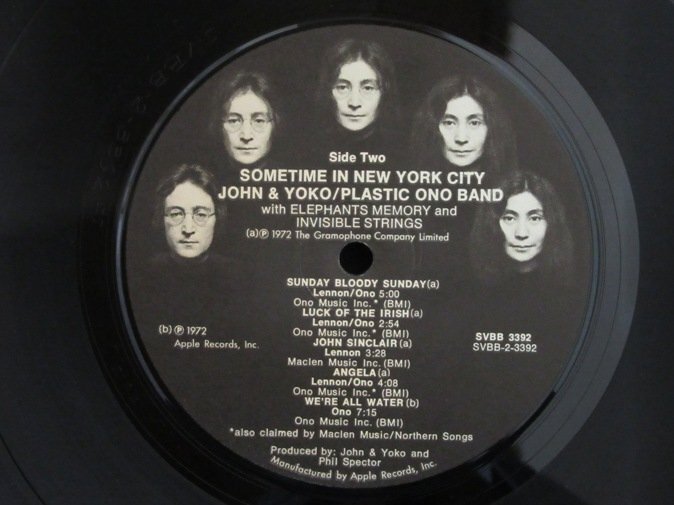 Side Two
SOMETIME IN NEW YORK CITY
JOHN & YOKO/PLASTIC ONO BAND
with ELEPHANTS MEMORY and
INVISIBLE STRINGS
(a)Ⓟ 1972 The Gramophone Company Limited
SUNDAY BLOODY SUNDAY(a)
Lennon/Ono 5:00
Ono Music Inc.* (BMI)
LUCK OF THE IRISH(a)
Lennon/Ono 2:54
Ono Music Inc.* (BMI)
JOHN SINCLAIR(a)
Lennon 3:28
Maclen Music Inc. (BMI)
ANGELA(a)
Lennon/Ono 4:08
Ono Music Inc.* (BMI)
WE'RE ALL WATER(b)
Ono 7:15
Ono Music Inc. (BMI)
(b) Ⓟ 1972
Apple Records, Inc.
SVBB 3392
SVBB-2-3392
*also claimed by Maclen Music/Northern Songs
Produced by: John & Yoko and
Phil Spector
Manufactured by Apple Records, Inc.